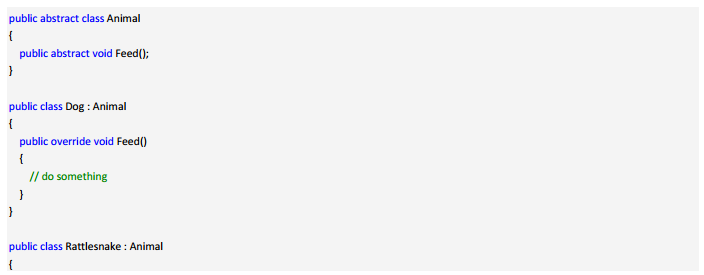 public abstract class Animal
{
public abstract void Feed();
}
public class Dog : Animal
{
public override void Feed()
{
// do something
}
}
public class Rattlesnake : Animal
{